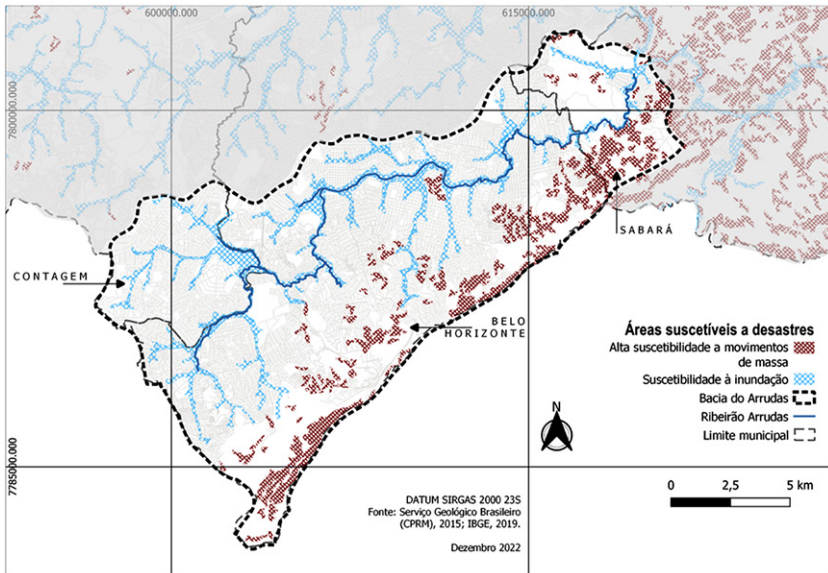 600000.000
615000.000
7800000.000
SABARÁ
CONTAGEM
BELO
HORIZONTE
Áreas suscetíveis a desastres
Alta suscetibilidade a movimentos
de massa
Suscetibilidade à inundação
Bacia do Arrudas
Ribeirão Arrudas
Limite municipal
N
7785000.000
0 2,5 5 km
DATUM SIRGAS 2000 23S
Fonte: Serviço Geológico Brasileiro
(CPRM), 2015; IBGE, 2019.
Dezembro 2022